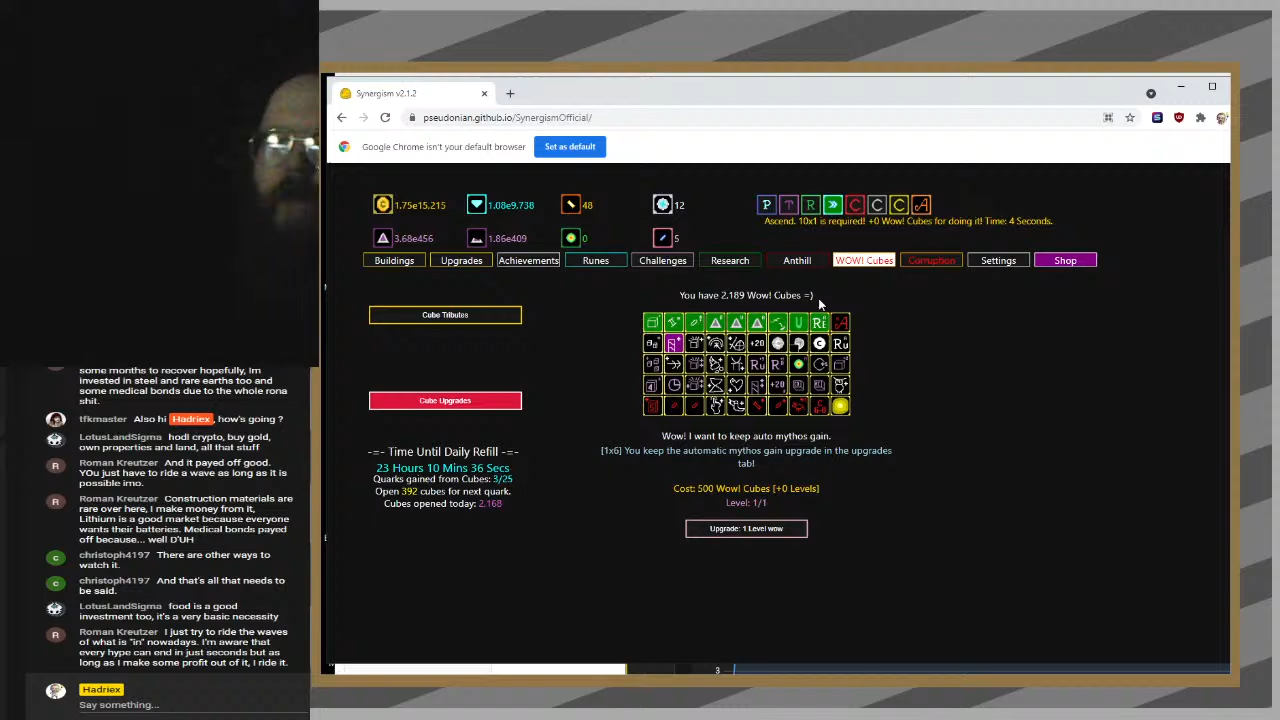 Synergism v2.1.2
pseudonian.github.io/SynergismOfficial/
Google Chrome isn't your default browser
Set as default
1.75e15,215
1.08e9,738
48
12
P T R C C C A
Ascend. 10x1 is required! +0 Wow! Cubes for doing it! Time: 4 Seconds.
3.68e456
1.86e409
0
5
Buildings
Upgrades
Achievements
Runes
Challenges
Research
Anthill
WOW! Cubes
Corruption
Settings
Shop
You have 2,189 Wow! Cubes =)
Cube Tributes
Cube Upgrades
-=- Time Until Daily Refill -=-
23 Hours 10 Mins 36 Secs
Quarks gained from Cubes: 3/25
Open 392 cubes for next quark.
Cubes opened today: 2,168
Wow! I want to keep auto mythos gain.
[1x6] You keep the automatic mythos gain upgrade in the upgrades
tab!
Cost: 500 Wow! Cubes [+0 Levels]
Level: 1/1
Upgrade: 1 Level wow
3
some months to recover hopefully, Im
invested in steel and rare earths too and
some medical bonds due to the whole rona
shit.
tfkmaster Also hi Hadriex, how's going ?
LotusLandSigma hodl crypto, buy gold,
own properties and land, all that stuff
Roman Kreutzer And it payed off good.
YOu just have to ride a wave as long as it is
possible imo.
Roman Kreutzer Construction materials are
rare over here, I make money from it,
Lithium is a good market because everyone
wants their batteries. Medical bonds payed
off because... well D'UH
christoph4197 There are other ways to
watch it.
christoph4197 And that's all that needs to
be said.
LotusLandSigma food is a good
investment too, it's a very basic necessity
Roman Kreutzer I just try to ride the waves
of what is "in" nowadays. I'm aware that
every hype can end in just seconds but as
long as I make some profit out of it, I ride it.
Hadriex
Say something...